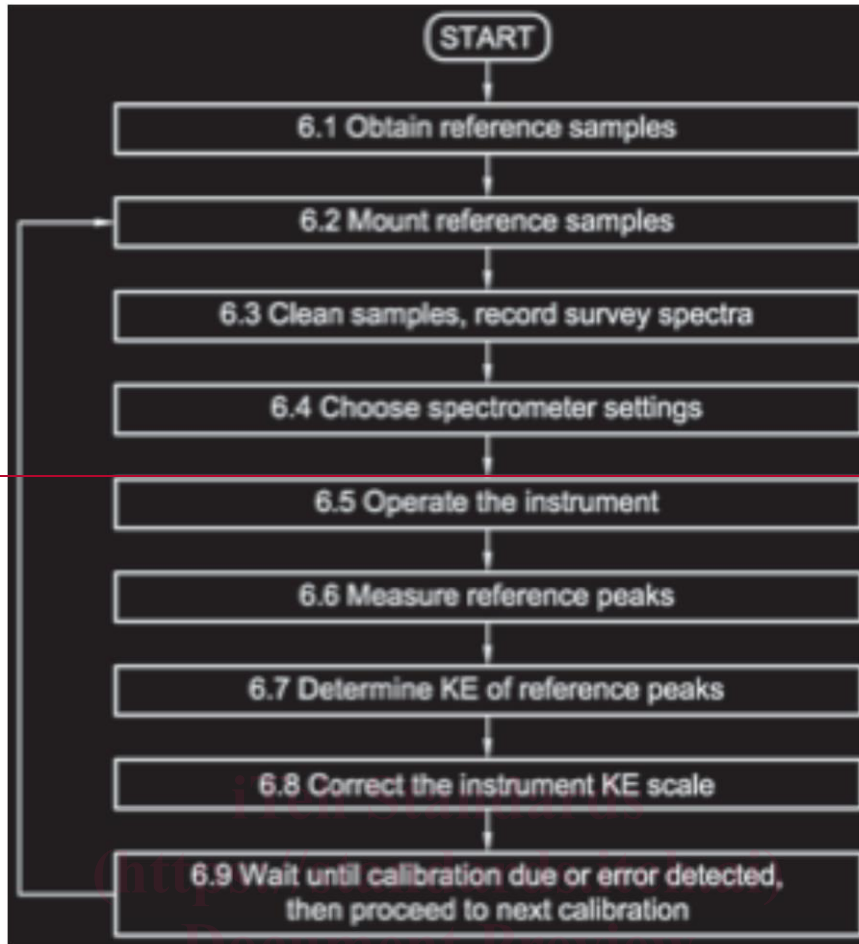 START
6.1 Obtain reference samples
6.2 Mount reference samples
6.3 Clean samples, record survey spectra
6.4 Choose spectrometer settings
6.5 Operate the instrument
6.6 Measure reference peaks
6.7 Determine KE of reference peaks
6.8 Correct the instrument KE scale
iTeh Standards
6.9 Wait until calibration due or error detected,
then proceed to next calibration